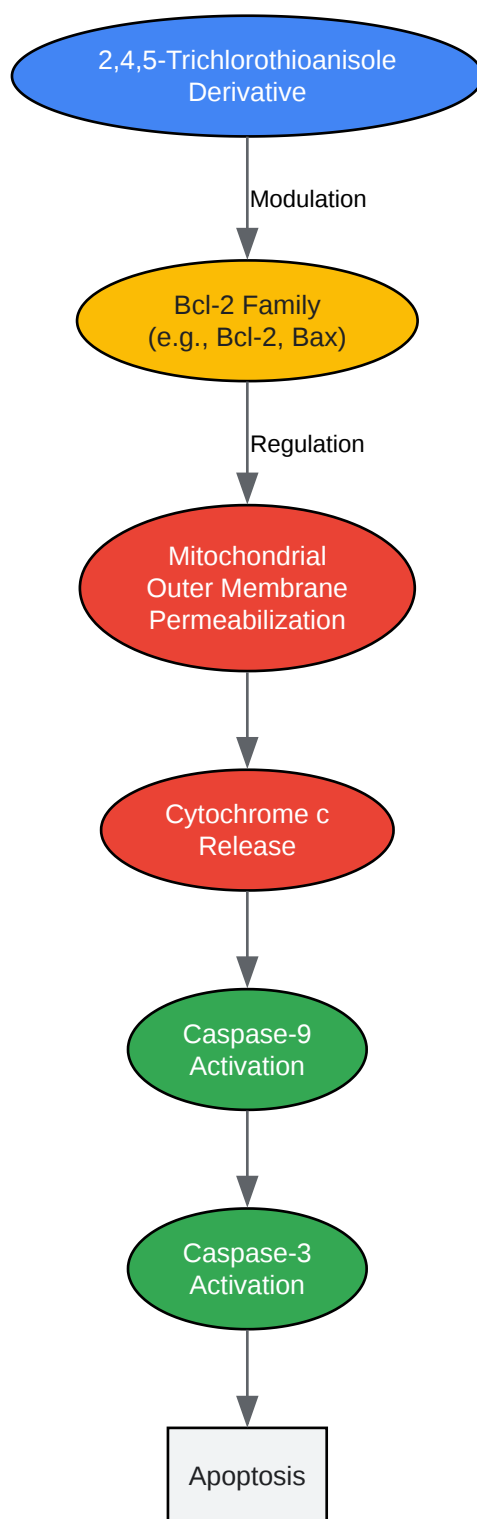 2,4,5-Trichlorothioanisole
Derivative
Modulation
Bcl-2 Family
(e.g., Bcl-2, Bax)
Regulation
Mitochondrial
Outer Membrane
Permeabilization
Cytochrome c
Release
Caspase-9
Activation
Caspase-3
Activation
Apoptosis